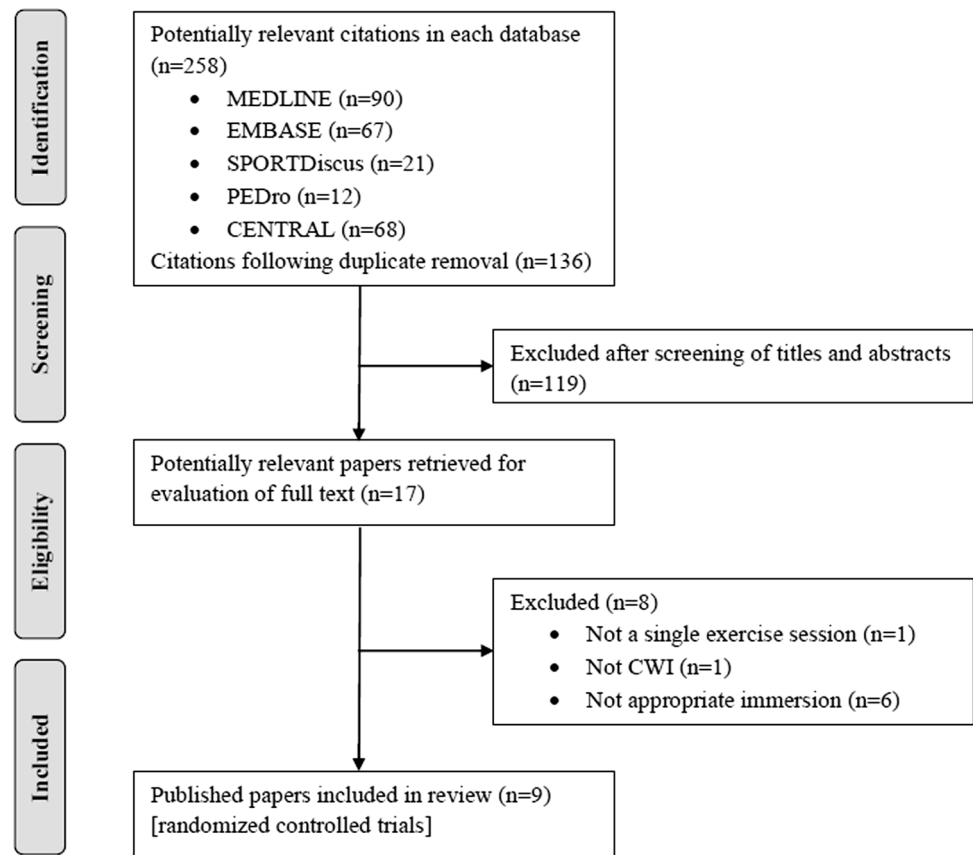 Identification
Potentially relevant citations in each database
(n=258)
• MEDLINE (n=90)
• EMBASE (n=67)
• SPORTDiscus (n=21)
• PEDro (n=12)
• CENTRAL (n=68)
Citations following duplicate removal (n=136)
Screening
Excluded after screening of titles and abstracts
(n=119)
Eligibility
Potentially relevant papers retrieved for
evaluation of full text (n=17)
Excluded (n=8)
• Not a single exercise session (n=1)
• Not CWI (n=1)
• Not appropriate immersion (n=6)
Included
Published papers included in review (n=9)
[randomized controlled trials]